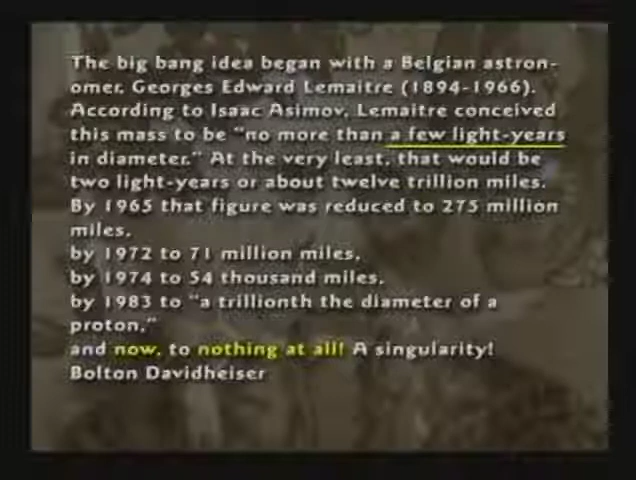 The big bang idea began with a Belgian astron-
omer, Georges Edward Lemaitre (1894-1966).
According to Isaac Asimov, Lemaitre conceived
this mass to be "no more than a few light-years
in diameter." At the very least, that would be
two light-years or about twelve trillion miles.
By 1965 that figure was reduced to 275 million
miles,
by 1972 to 71 million miles,
by 1974 to 54 thousand miles,
by 1983 to "a trillionth the diameter of a
proton,"
and now, to nothing at all! A singularity!
Bolton Davidheiser